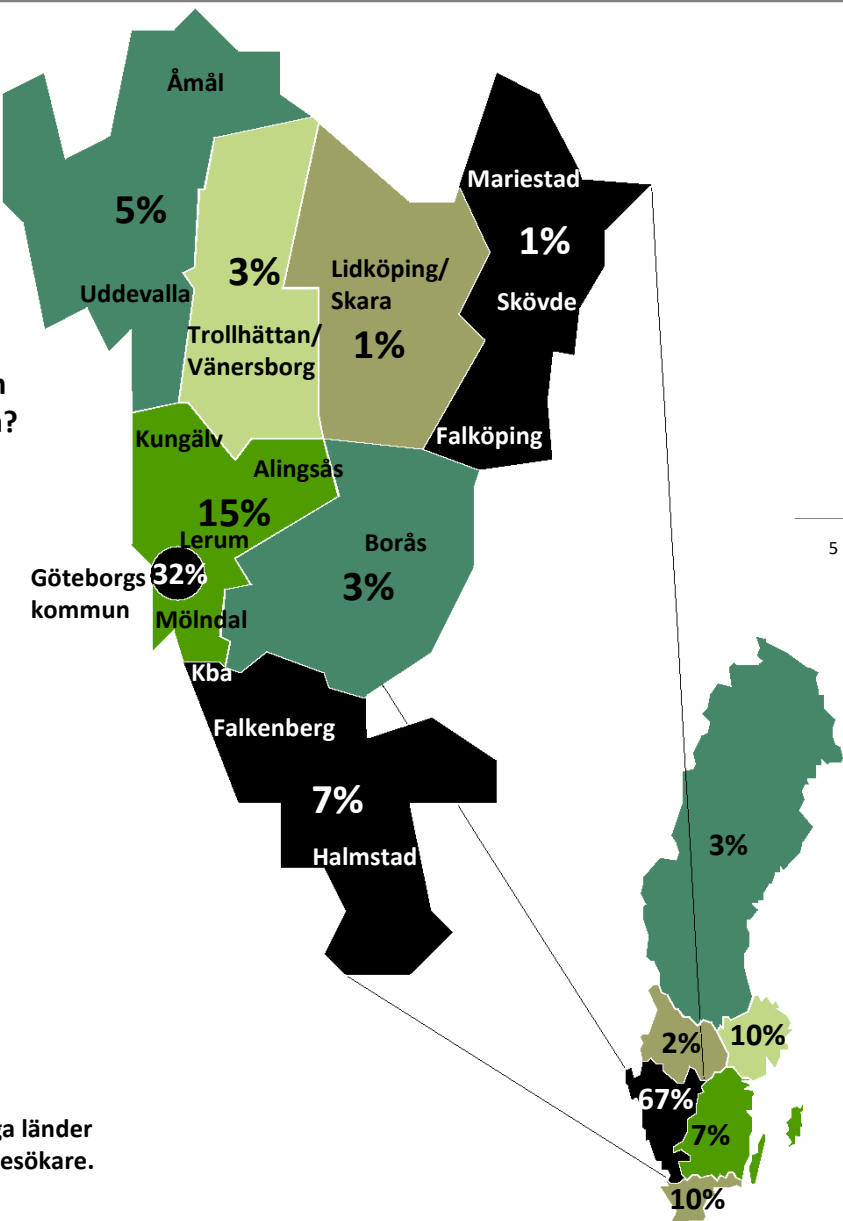 Åmål
5%
Uddevalla
3%
Trollhättan/
Vänersborg
Lidköping/
Skara
1%
Mariestad
1%
Skövde
Falköping
Kungälv
Alingsås
15%
Lerum
Göteborgs
kommun
32%
Mölndal
Borås
3%
Kba
Falkenberg
7%
Halmstad
5
3%
2%
10%
67%
7%
10%
länder